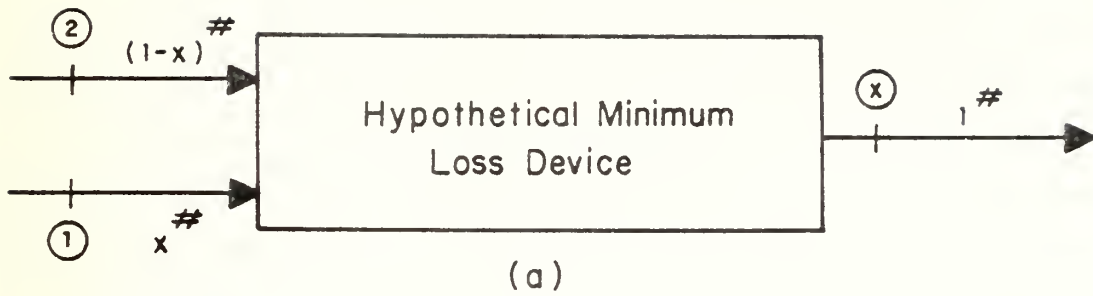 2
(1-x)#
Hypothetical Minimum
Loss Device
x
1#
1
x#
(a)